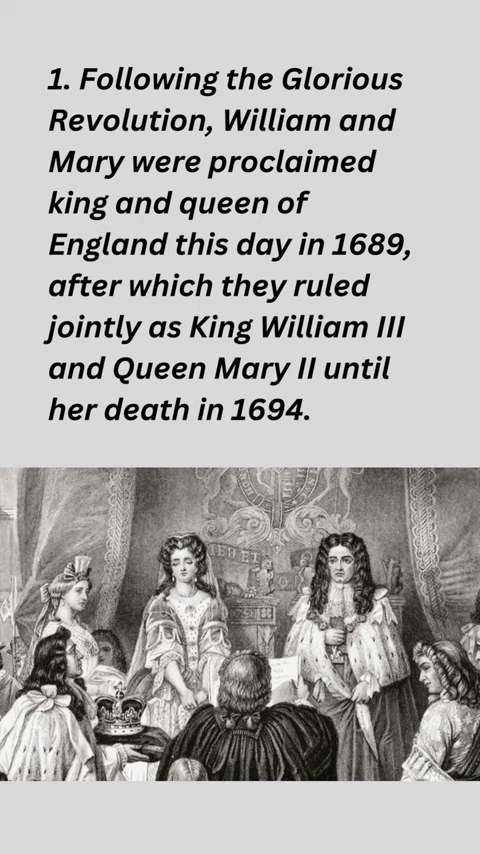 1. Following the Glorious
Revolution, William and
Mary were proclaimed
king and queen of
England this day in 1689,
after which they ruled
jointly as King William III
and Queen Mary II until
her death in 1694.